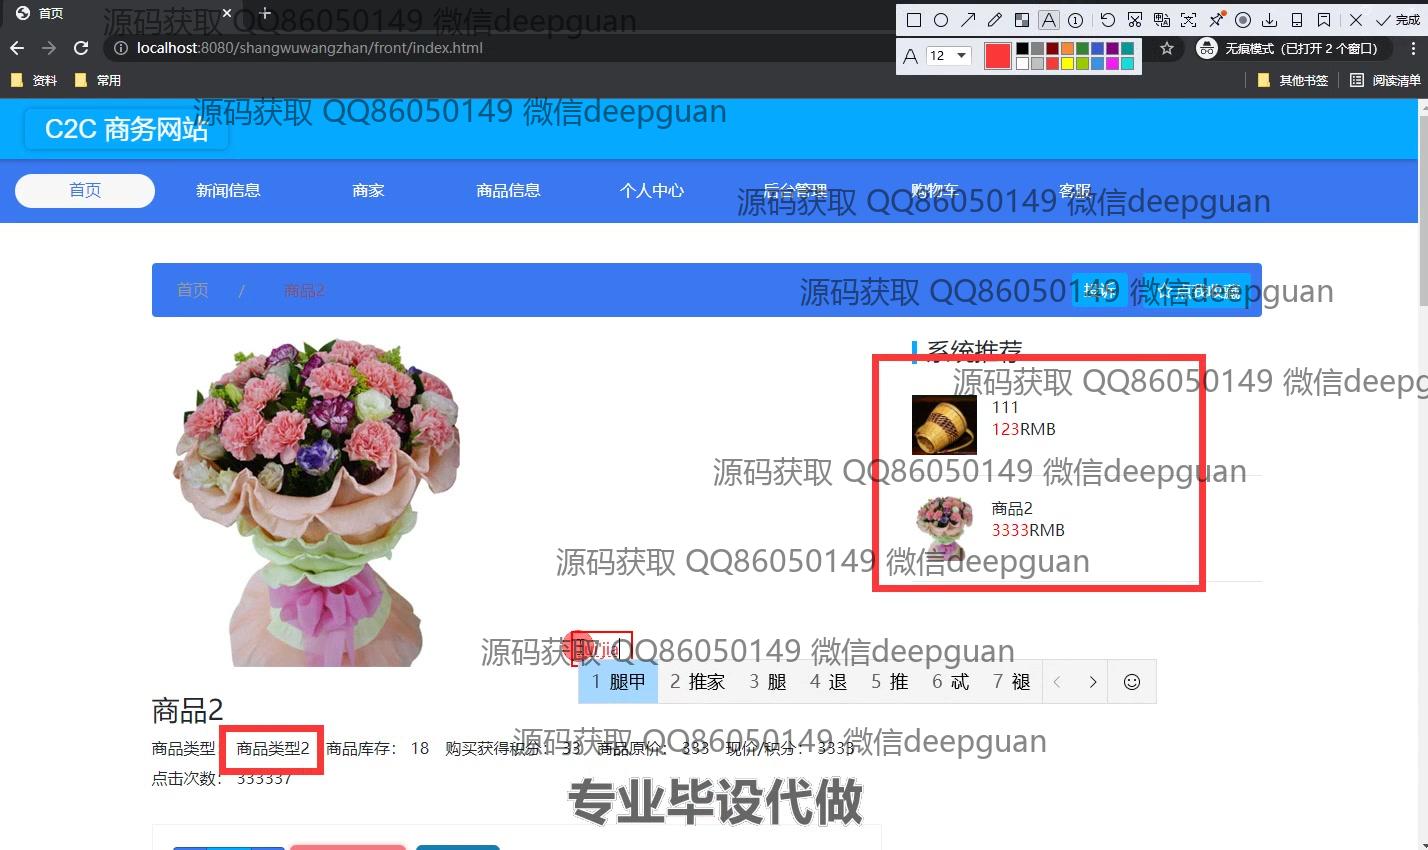 首页
源码获取 QQ86050149 微信deepguan
localhost:8080/shangwuwangzhan/front/index.html
12
完成
无痕模式（已打开 2 个窗口）
资料
常用
其他书签
阅读清单
源码获取 QQ86050149 微信deepguan
C2C 商务网站
首页 新闻信息 商家 商品信息 个人中心 后台管理 购物车 客服
源码获取 QQ86050149 微信deepguan
首页 / 商品2
投诉 点我收藏
源码获取 QQ86050149 微信deepguan
系统推荐
源码获取 QQ86050149 微信deepg
111
123RMB
源码获取 QQ86050149 微信deepguan
商品2
3333RMB
源码获取 QQ86050149 微信deepguan
源码获取 QQ86050149 微信deepguan
1 腿甲 2 推家 3 腿 4 退 5 推 6 忒 7 褪
商品2
商品类型 商品类型2 商品库存： 18 购买获得积分： 33 商品原价： 333 现价/积分： 3333
源码获取 QQ86050149 微信deepguan
点击次数： 333337
专业毕设代做